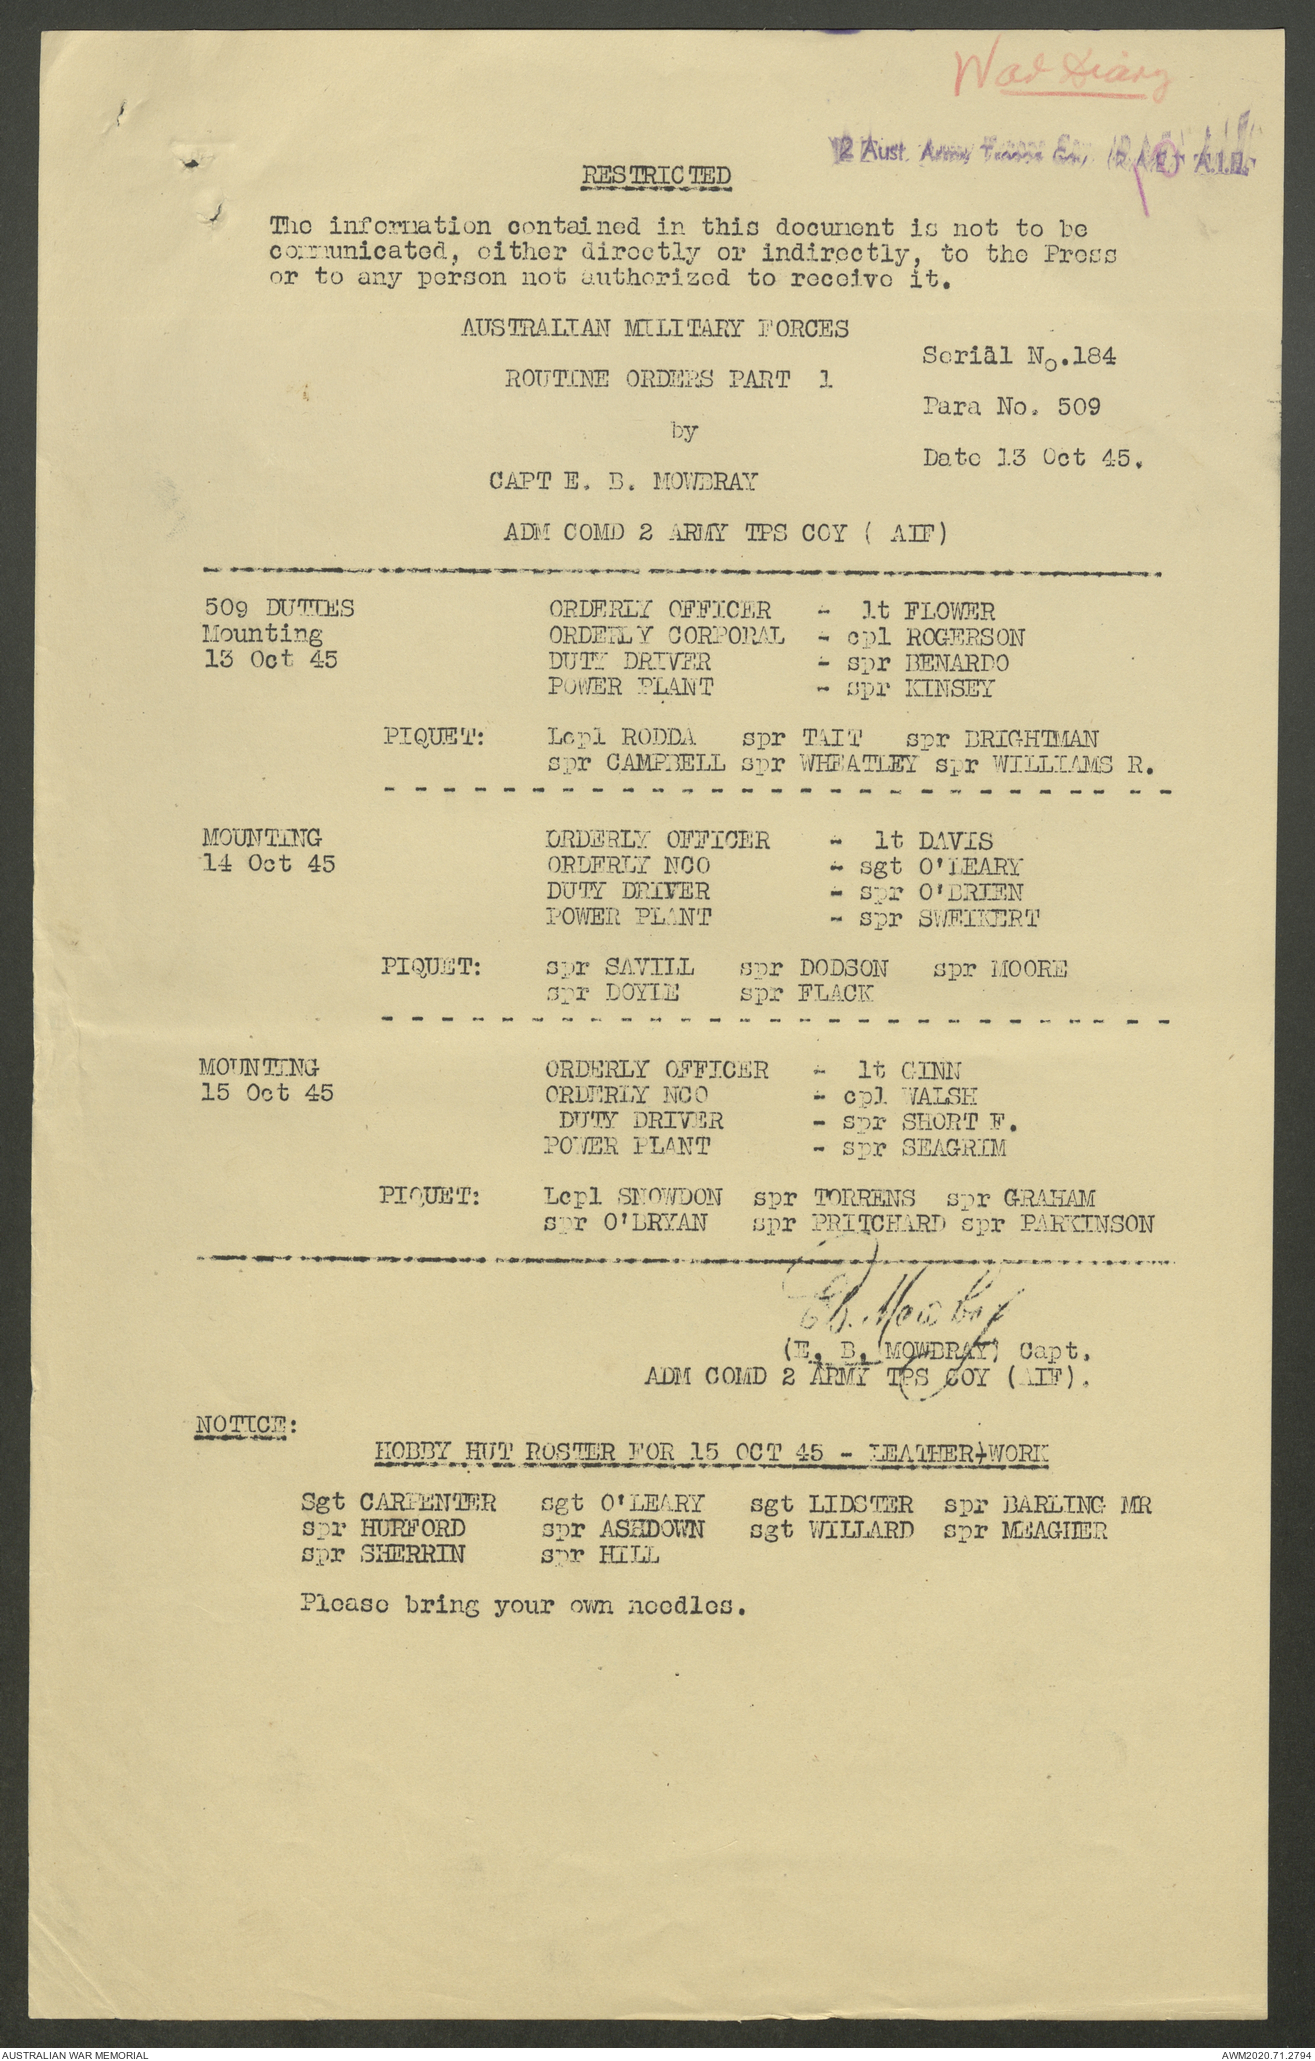 War Diary
2 Aust. Army Troops Coy. (R.A.E.) A.I.F.
RESTRICTED
The information contained in this document is not to be
communicated, either directly or indirectly, to the Press
or to any person not authorized to receive it.
AUSTRALIAN MILITARY FORCES
Serial No.184
ROUTINE ORDERS PART 1
Para No. 509
by
Date 13 Oct 45.
CAPT E. B. MOWBRAY
ADM COMD 2 ARMY TPS COY ( AIF)
509 DUTIES ORDERLY OFFICER - lt FLOWER
Mounting ORDERLY CORPORAL - cpl ROGERSON
13 Oct 45 DUTY DRIVER - spr BENARDO
POWER PLANT - spr KINSEY
PIQUET: Lcpl RODDA spr TAIT spr BRIGHTMAN
spr CAMPBELL spr WHEATLEY spr WILLIAMS R.
MOUNTING ORDERLY OFFICER - lt DAVIS
14 Oct 45 ORDERLY NCO - sgt O'LEARY
DUTY DRIVER - spr O'BRIEN
POWER PLANT - spr SWEIKERT
PIQUET: spr SAVILL spr DODSON spr MOORE
spr DOYLE spr FLACK
MOUNTING ORDERLY OFFICER - lt GINN
15 Oct 45 ORDERLY NCO - cpl WALSH
DUTY DRIVER - spr SHORT F.
POWER PLANT - spr SEAGRIM
PIQUET: Lcpl SNOWDON spr TORRENS spr GRAHAM
spr O'BRYAN spr PRITCHARD spr PARKINSON
EB. Mowbray
(E. B. MOWBRAY) Capt.
ADM COMD 2 ARMY TPS COY (AIF).
NOTICE:
HOBBY HUT ROSTER FOR 15 OCT 45 - LEATHER/WORK
Sgt CARPENTER sgt O'LEARY sgt LIDSTER spr BARLING MR
spr HURFORD spr ASHDOWN sgt WILLARD spr MEAGHER
spr SHERRIN spr HILL
Please bring your own needles.
AUSTRALIAN WAR MEMORIAL AWM2020.71.2794